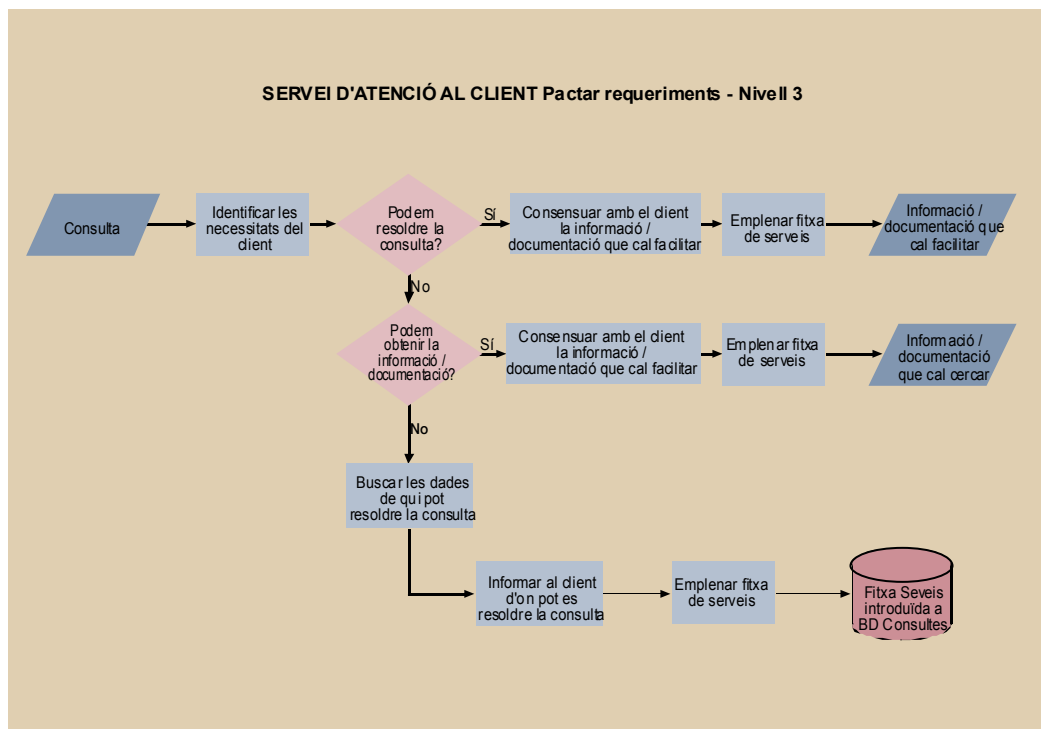 SERVEI D'ATENCIÓ AL CLIENT Pactar requeriments - Nivell 3
Consulta
Identificar les
necessitats del
client
Podem
resoldre la
consulta?
Sí
Consensuar amb el client
la informació /
documentació que cal facilitar
Emplenar fitxa
de serveis
Informació /
documentació que
cal facilitar
No
Podem
obtenir la
informació /
documentació?
Sí
Consensuar amb el client
la informació /
documentació que cal facilitar
Emplenar fitxa
de serveis
Informació /
documentació
que cal cercar
No
Buscar les dades
de qui pot
resoldre la consulta
Informar al client
d'on pot es
resoldre la consulta
Emplenar fitxa
de serveis
Fitxa Seveis
introduïda a
BD Consultes